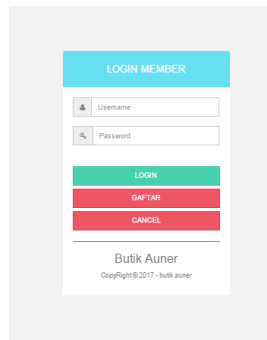 LOGIN MEMBER
Username
Password
LOGIN
DAFTAR
CANCEL
Butik Auner
CopyRight © 2017 - butik auner